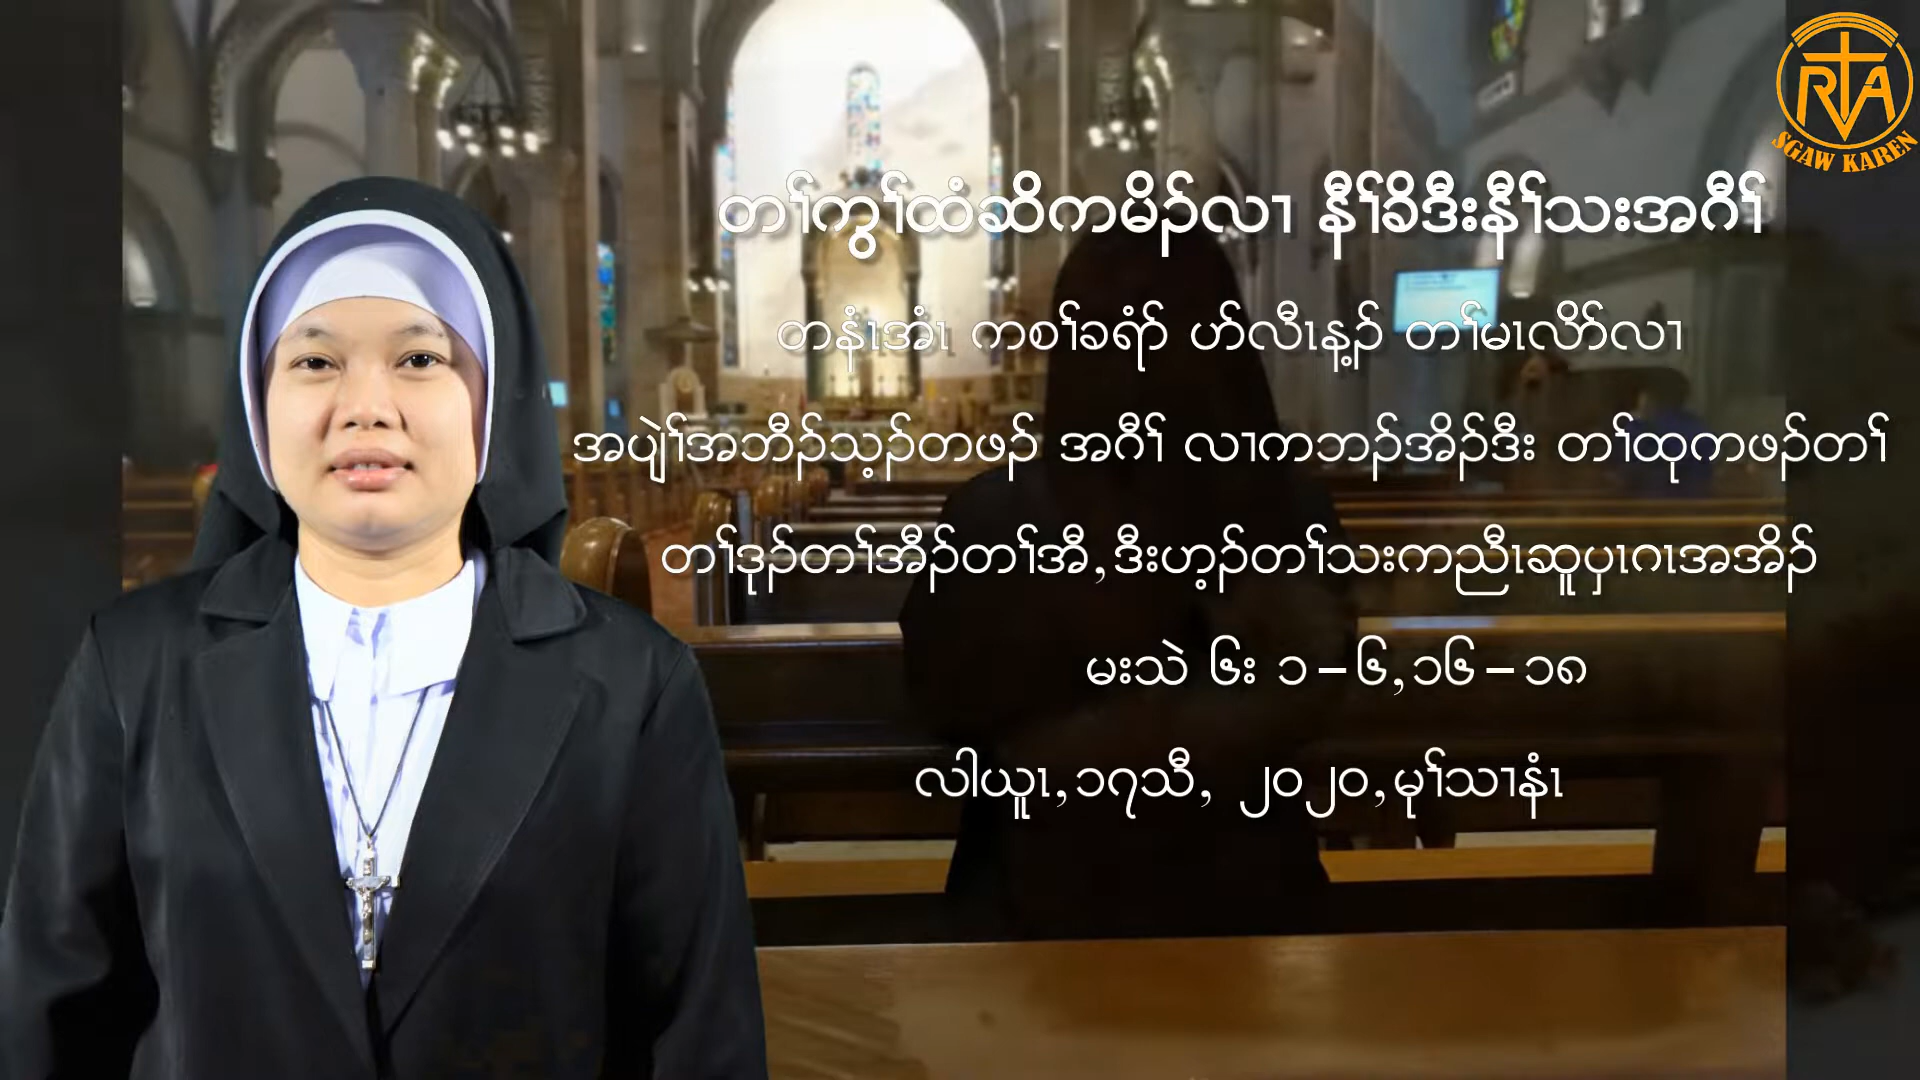 RVA
SGAW KAREN
တၢ်ကွၢ်ထံဆိကမိၣ်လၢ နီၢ်ခိဒီးနီၢ်သးအဂီၢ်
တနံၤအံၤ ကစၢ်ခရံာ် ဟ်လီၤန့ၣ် တၢ်မၤလိာ်လၢ
အပျဲၢ်အဘီၣ်သ့ၣ်တဖၣ် အဂီၢ် လၢကဘၣ်အိၣ်ဒီး တၢ်ထုကဖၣ်တၢ်
တၢ်ဒုၣ်တၢ်အီၣ်တၢ်အီ,ဒီးဟ့ၣ်တၢ်သးကညီၤဆူပှၤဂၤအအိၣ်
မးသဲ ၆း ၁–၆,၁၆–၁၈
လါယူၤ,၁၇သီ, ၂၀၂၀,မုၢ်သၢနံၤ